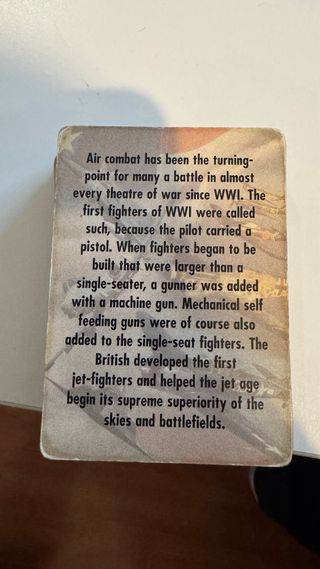 Air combat has been the turning-
point for many a battle in almost
every theatre of war since WWI. The
first fighters of WWI were called
such, because the pilot carried a
pistol. When fighters began to be
built that were larger than a
single-seater, a gunner was added
with a machine gun. Mechanical self
feeding guns were of course also
added to the single-seat fighters. The
British developed the first
jet-fighters and helped the jet age
begin its supreme superiority of the
skies and battlefields.